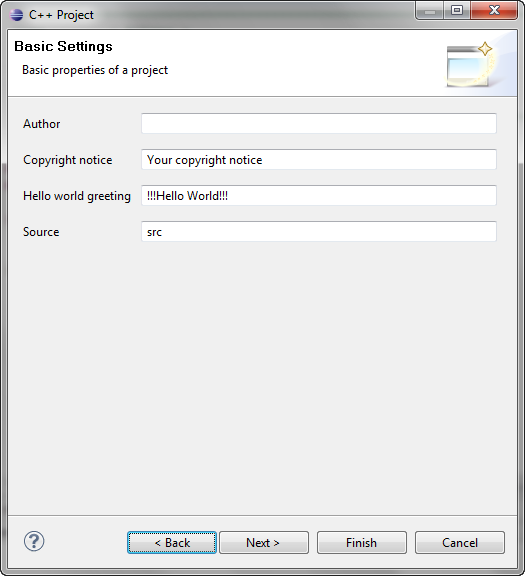 C++ Project
Basic Settings
Basic properties of a project
Author
Copyright notice Your copyright notice
Hello world greeting !!!Hello World!!!
Source src
? < Back Next > Finish Cancel